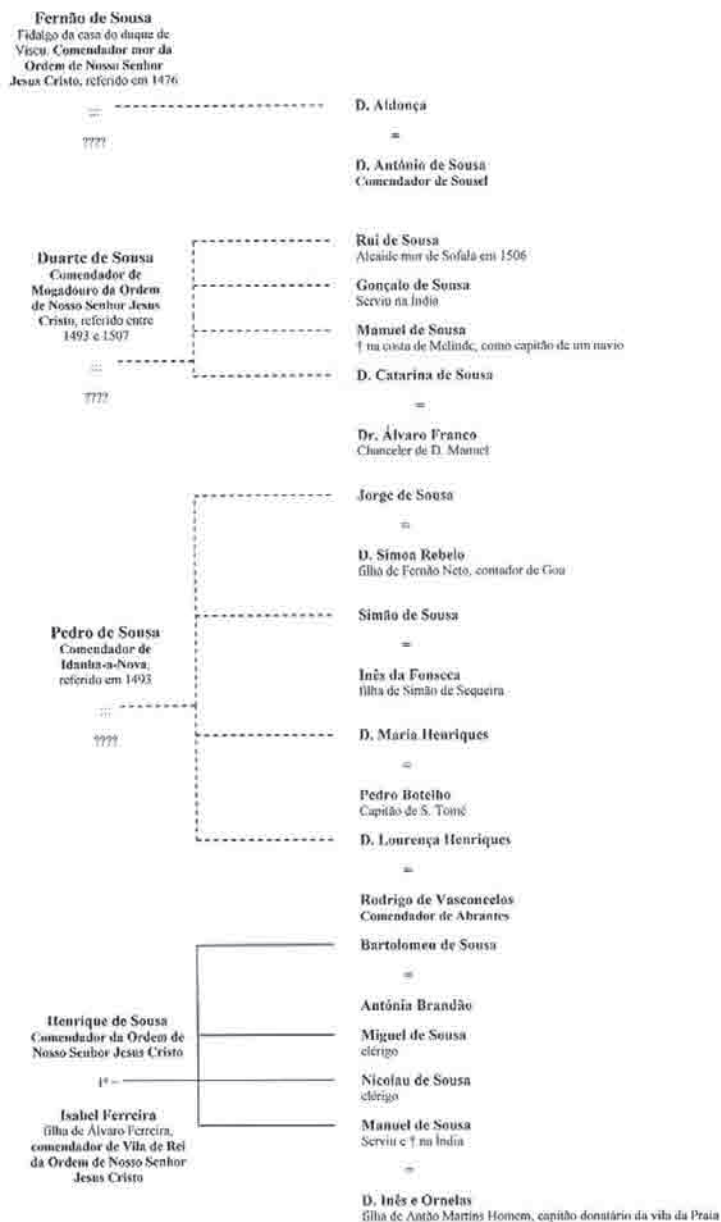 Fernão de Sousa
Fidalgo da casa do duque de
Viseu. Comendador mor da
Ordem de Nosso Senhor
Jesus Cristo, referido em 1476
:::
????
D. Aldonça
=
D. António de Sousa
Comendador de Sousel
Duarte de Sousa
Comendador de
Mogadouro da Ordem
de Nosso Senhor Jesus
Cristo, referido entre
1493 e 1507
:::
????
Rui de Sousa
Alcaide mor de Sofala em 1506
Gonçalo de Sousa
Serviu na Índia
Manuel de Sousa
† na costa de Melinde, como capitão de um navio
D. Catarina de Sousa
=
Dr. Álvaro Franco
Chanceler de D. Manuel
Pedro de Sousa
Comendador de
Idanha-a-Nova,
referido em 1493
:::
????
Jorge de Sousa
=
D. Simoa Rebelo
filha de Fernão Neto, contador de Goa
Simão de Sousa
=
Inês da Fonseca
filha de Simão de Sequeira
D. Maria Henriques
=
Pedro Botelho
Capitão de S. Tomé
D. Lourença Henriques
=
Rodrigo de Vasconcelos
Comendador de Abrantes
Henrique de Sousa
Comendador da Ordem de
Nosso Senhor Jesus Cristo
1º =
Isabel Ferreira
filha de Álvaro Ferreira,
comendador de Vila de Rei
da Ordem de Nosso Senhor
Jesus Cristo
Bartolomeu de Sousa
=
Antónia Brandão
Miguel de Sousa
clérigo
Nicolau de Sousa
clérigo
Manuel de Sousa
Serviu e † na Índia
=
D. Inês e Ornelas
filha de Antão Martins Homem, capitão donatário da vila da Praia